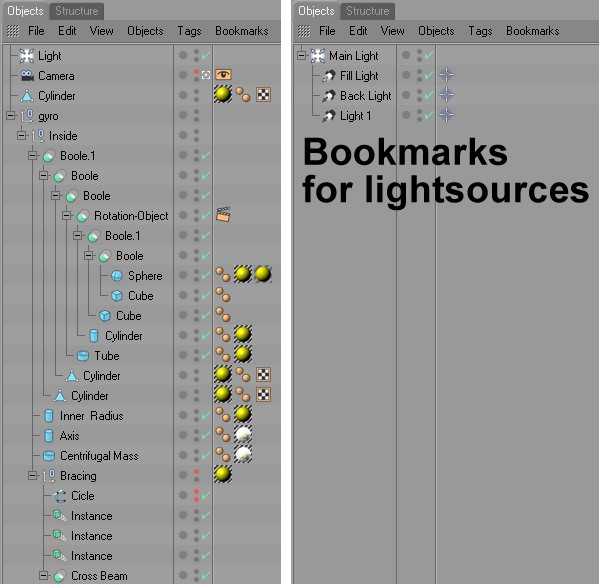 Objects Structure
File Edit View Objects Tags Bookmarks
Light
Camera
Cylinder
gyro
Inside
Boole.1
Boole
Boole
Rotation-Object
Boole.1
Boole
Sphere
Cube
Cube
Cylinder
Tube
Cylinder
Cylinder
Inner Radius
Axis
Centrifugal Mass
Bracing
Cicle
Instance
Instance
Instance
Cross Beam
Objects Structure
File Edit View Objects Tags Bookmarks
Main Light
Fill Light
Back Light
Light 1
Bookmarks
for lightsources